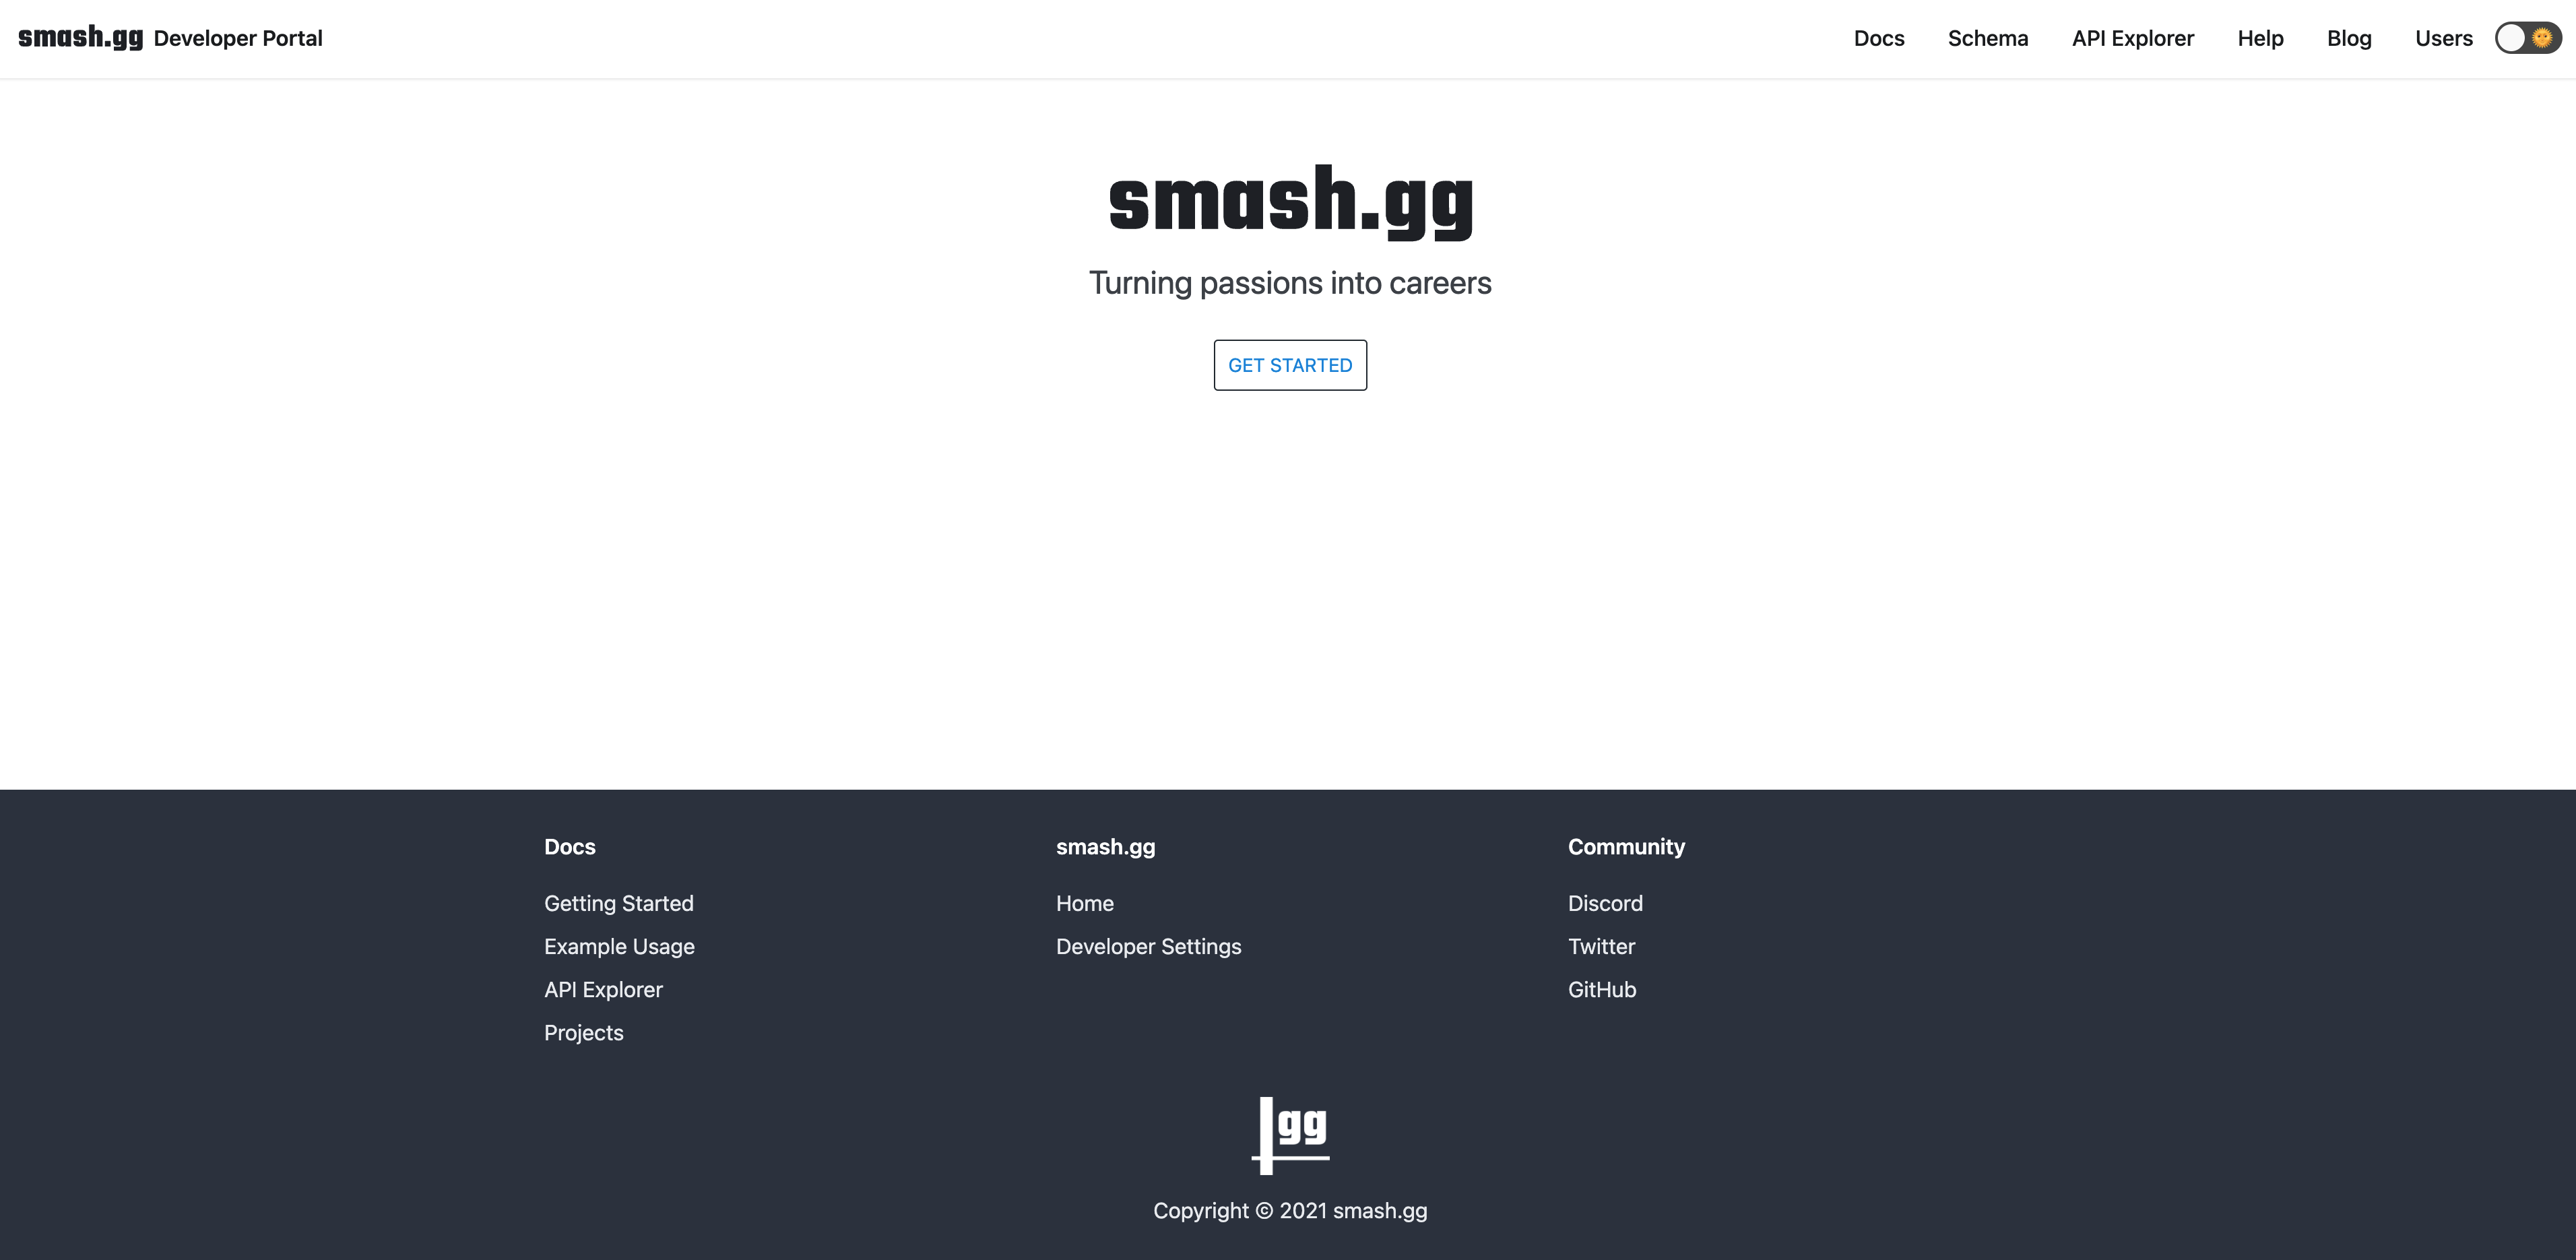 smash.gg Developer Portal Docs Schema API Explorer Help Blog Users
smash.gg
Turning passions into careers
GET STARTED
Docs
Getting Started
Example Usage
API Explorer
Projects
smash.gg
Home
Developer Settings
Community
Discord
Twitter
GitHub
gg
Copyright © 2021 smash.gg